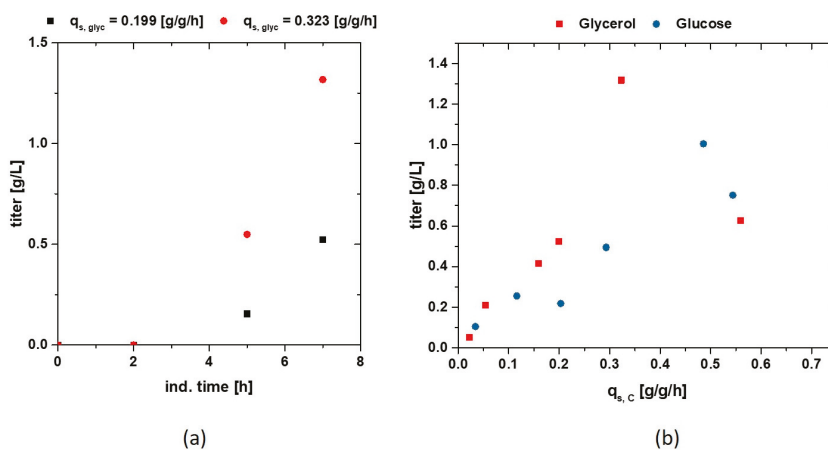 q_s, glyc = 0.199 [g/g/h] q_s, glyc = 0.323 [g/g/h]
1.5
1.0
0.5
0.0
titer [g/L]
0 2 4 6 8
ind. time [h]
(a)
Glycerol Glucose
1.4
1.2
1.0
0.8
0.6
0.4
0.2
0.0
titer [g/L]
0.0 0.1 0.2 0.3 0.4 0.5 0.6 0.7
q_s, C [g/g/h]
(b)